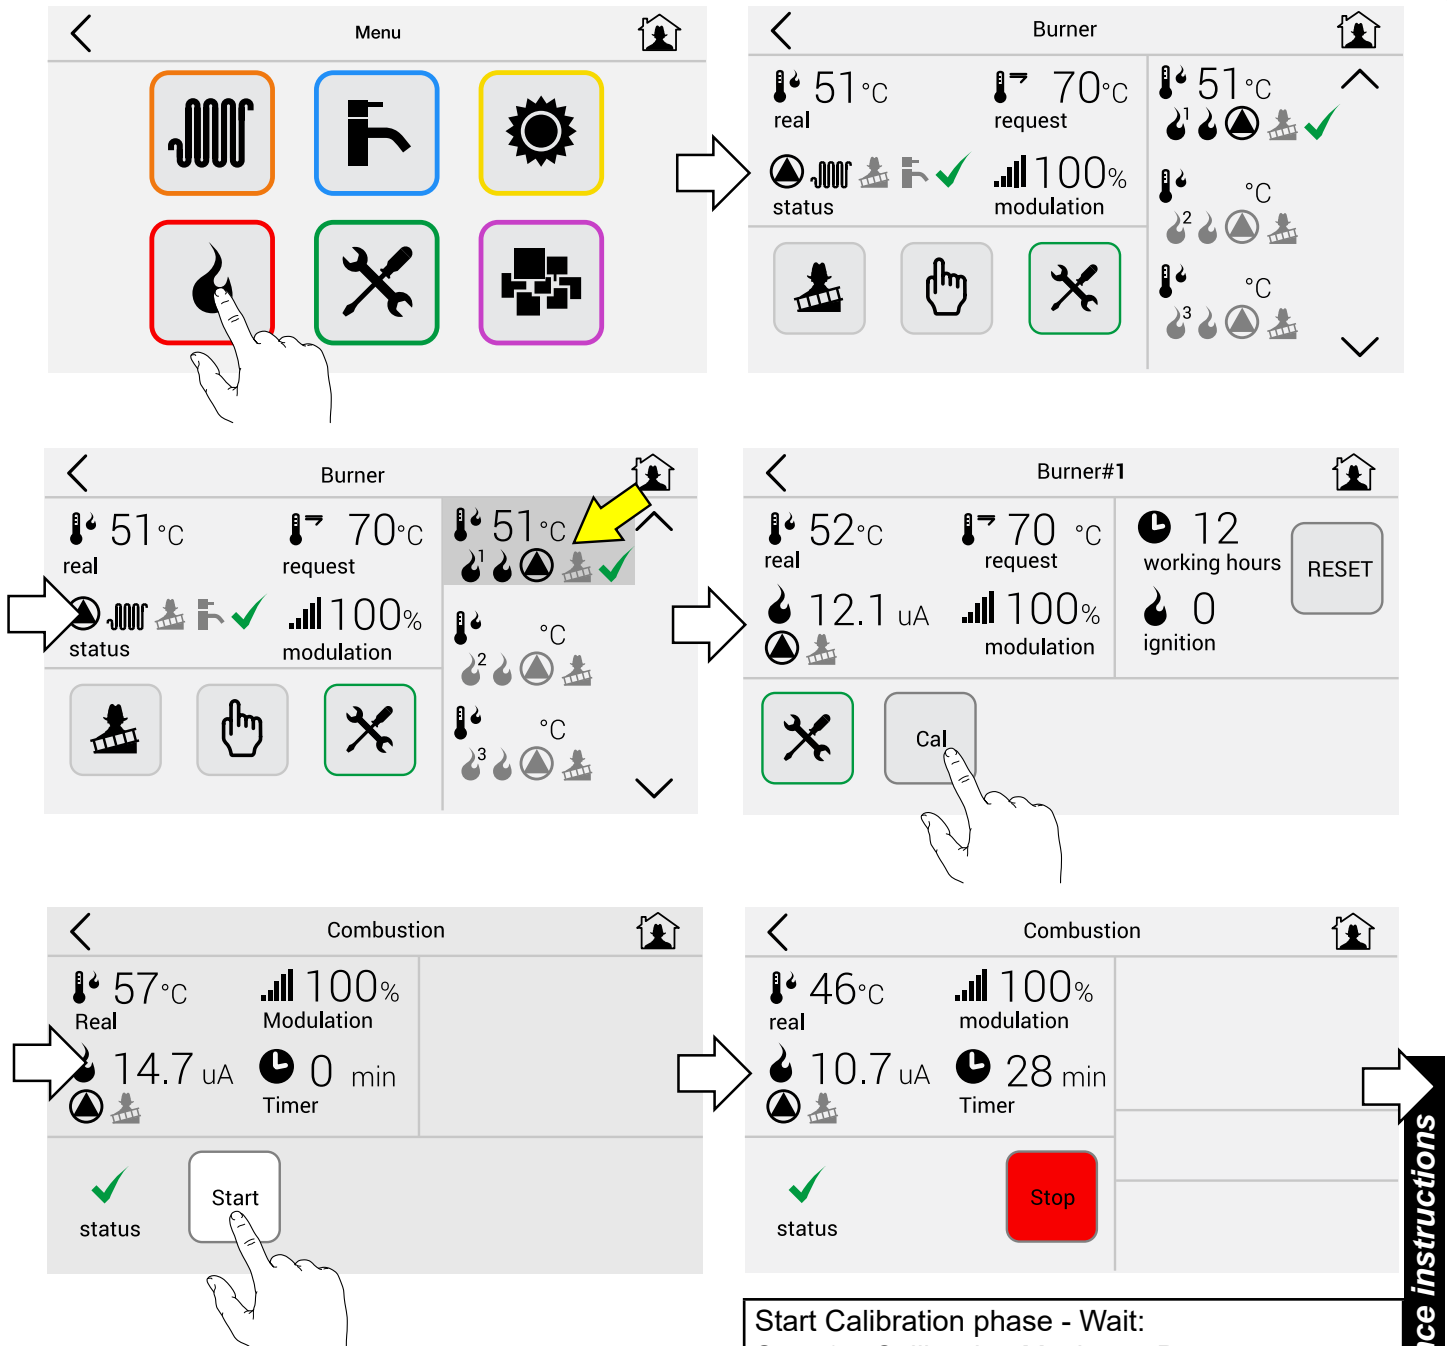 Menu
Burner
51°C
real
70°C
request
status
100%
modulation
51°C
1
°C
2
°C
3
Burner
51°C
real
70°C
request
status
100%
modulation
51°C
1
°C
2
°C
3
Burner#1
52°C
real
70 °C
request
12.1 uA
100%
modulation
12
working hours
0
ignition
RESET
Cal
Combustion
57°C
Real
100%
Modulation
14.7 uA
0 min
Timer
status
Start
Combustion
46°C
real
100%
modulation
10.7 uA
28 min
Timer
status
Stop
Start Calibration phase - Wait:
nce instructions